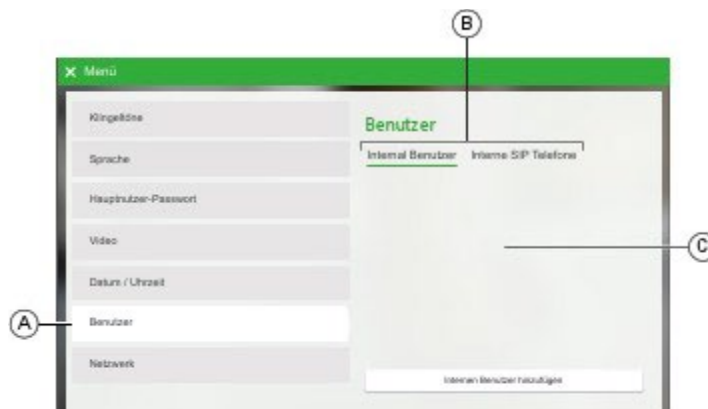 B
X Menü
Klingeltöne
Benutzer
Internal Benutzer Interne SIP Telefone
Sprache
Hauptnutzer-Passwort
Video
C
Datum / Uhrzeit
A
Benutzer
Netzwerk
Internen Benutzer hinzufügen